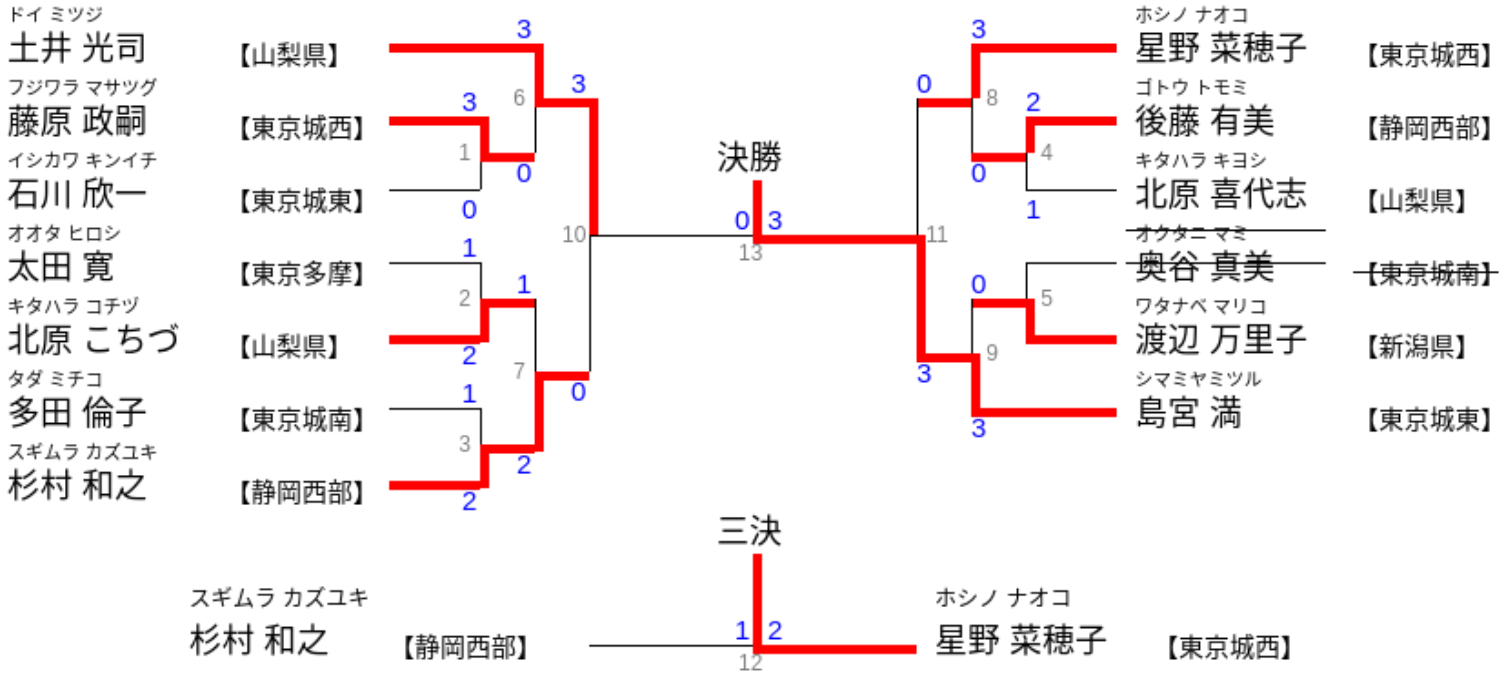 ドイ ミツジ
土井 光司 【山梨県】
フジワラ マサツグ
藤原 政嗣 【東京城西】
イシカワ キンイチ
石川 欣一 【東京城東】
オオタ ヒロシ
太田 寛 【東京多摩】
キタハラ コチヅ
北原 こちづ 【山梨県】
タダ ミチコ
多田 倫子 【東京城南】
スギムラ カズユキ
杉村 和之 【静岡西部】
3
3
6
3
1
0
0
1
2
1
2
7
0
1
3
2
2
10
決勝
0 3
13
ホシノ ナオコ
星野 菜穂子 【東京城西】
ゴトウ トモミ
後藤 有美 【静岡西部】
キタハラ キヨシ
北原 喜代志 【山梨県】
オクタニ マミ
奥谷 真美 【東京城南】
ワタナベ マリコ
渡辺 万里子 【新潟県】
シマミヤミツル
島宮 満 【東京城東】
3
0
8
2
4
0
1
11
0
5
9
3
3
三決
スギムラ カズユキ
杉村 和之 【静岡西部】
1 2
12
ホシノ ナオコ
星野 菜穂子 【東京城西】